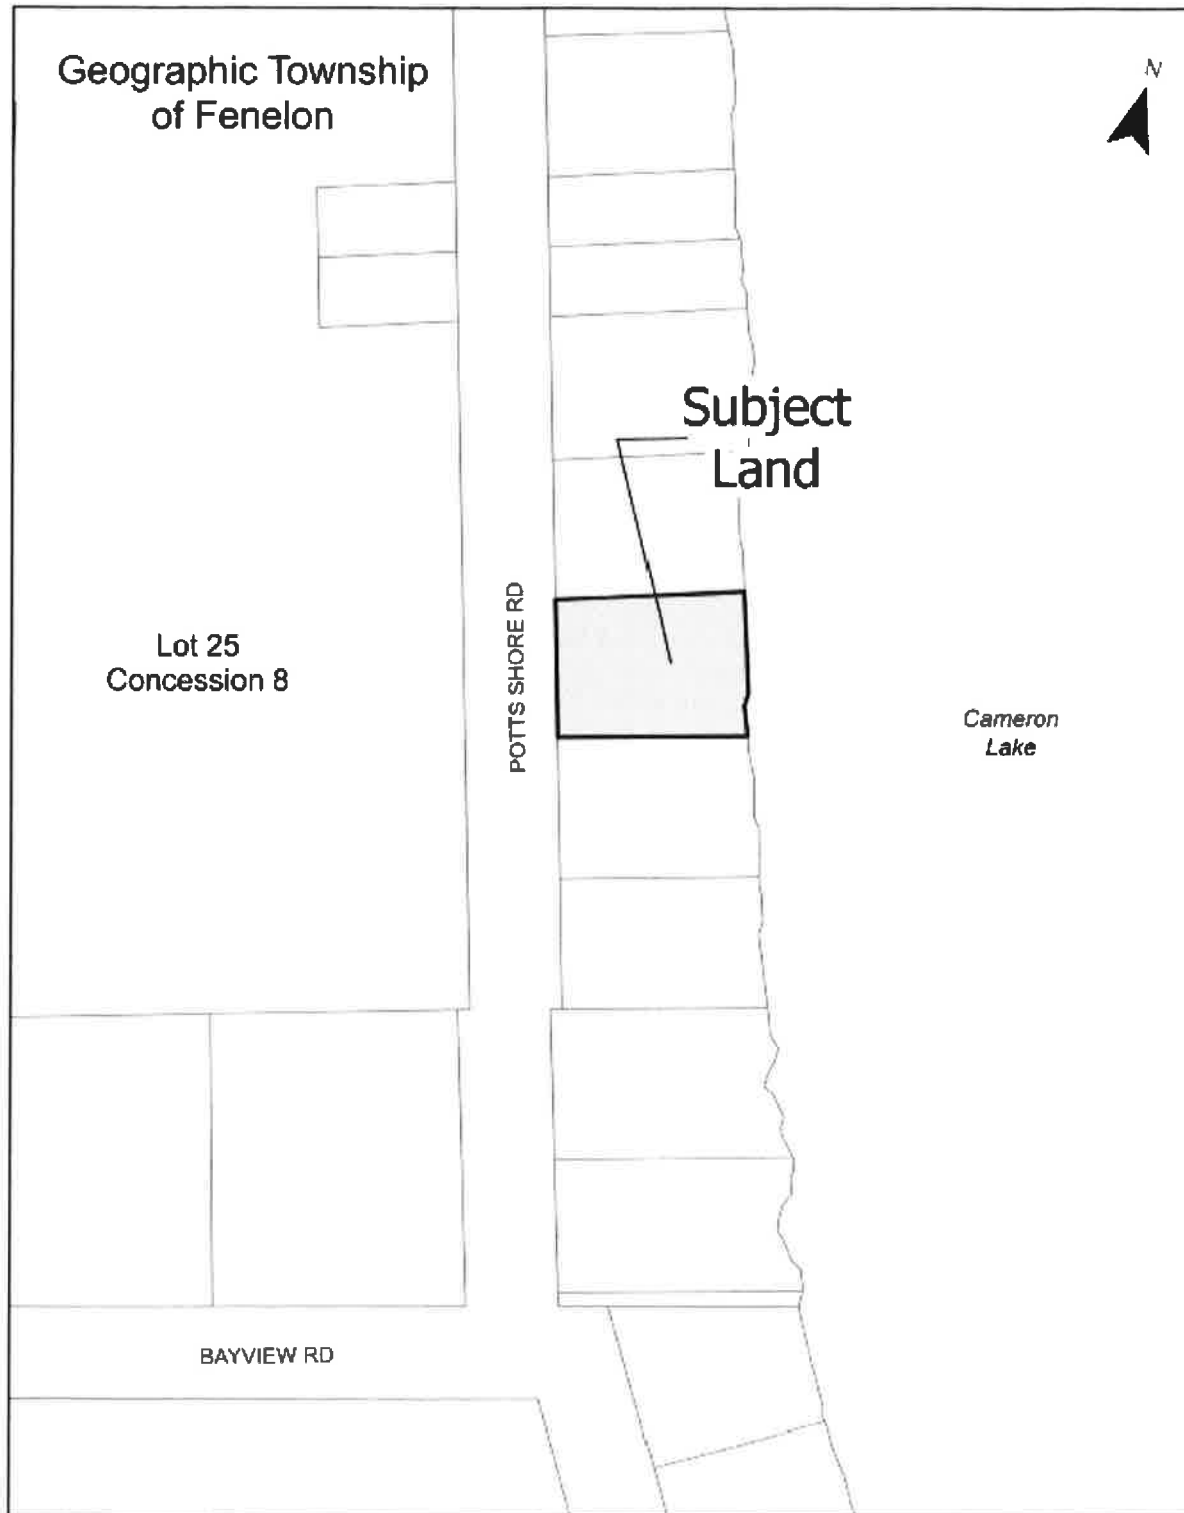 Geographic Township
of Fenelon
N
Subject
Land
POTTS SHORE RD
Lot 25
Concession 8
Cameron
Lake
BAYVIEW RD